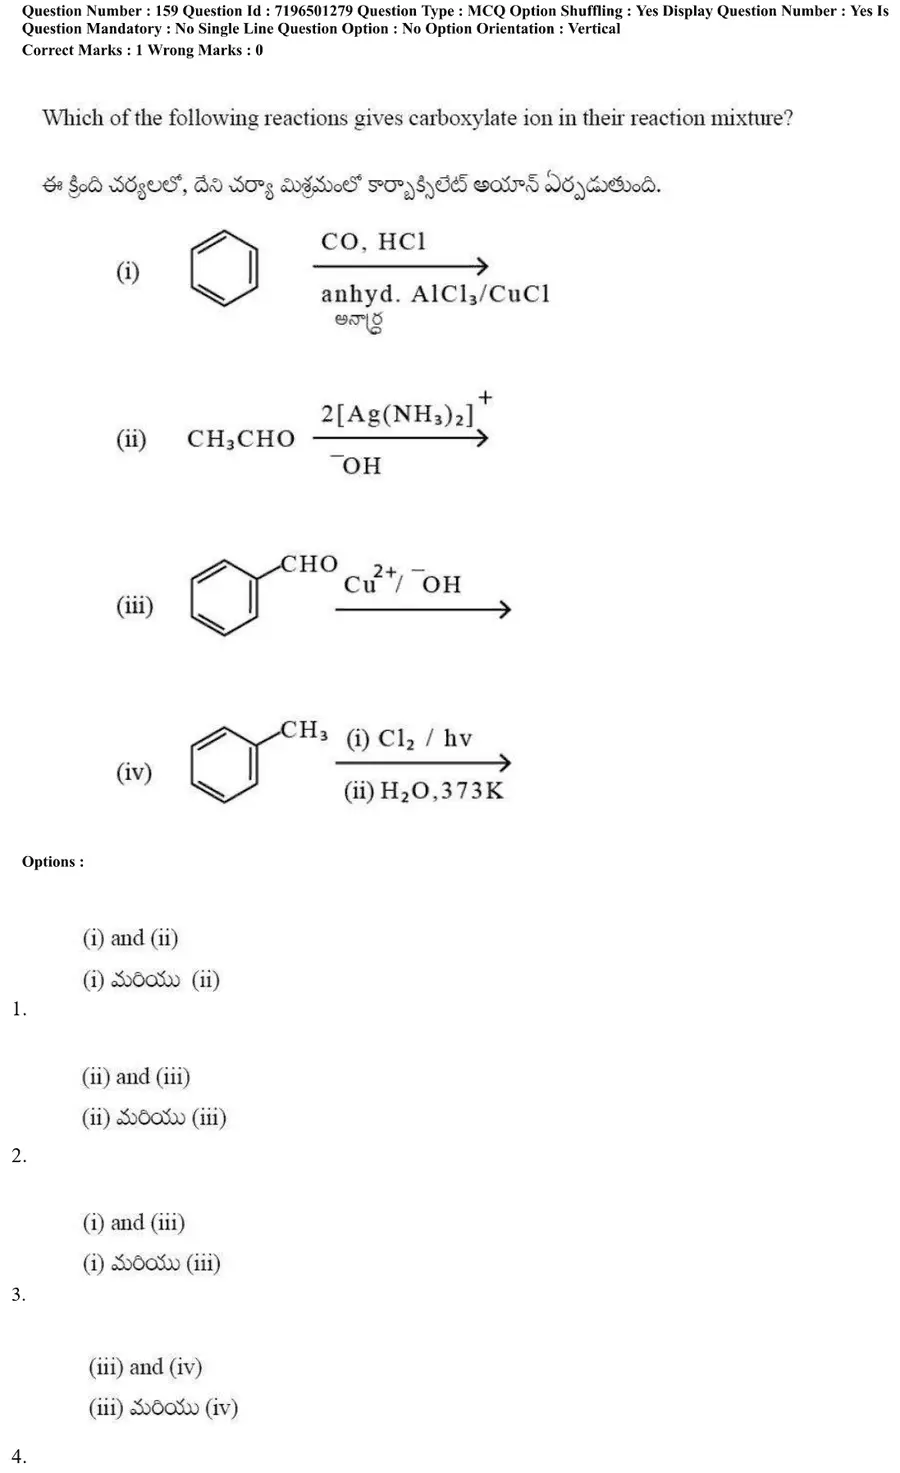 Question Number : 159 Question Id : 7196501279 Question Type : MCQ Option Shuffling : Yes Display Question Number : Yes Is
Question Mandatory : No Single Line Question Option : No Option Orientation : Vertical
Correct Marks : 1 Wrong Marks : 0
Which of the following reactions gives carboxylate ion in their reaction mixture?
ఈ క్రింది చర్యలలో, దేని చర్యా మిశ్రమంలో కార్బాక్సిలేట్ అయాన్ ఏర్పడుతుంది.
(i) CO, HCl
anhyd. AlCl₃/CuCl
అనార్ద్ర
(ii) CH₃CHO 2[Ag(NH₃)₂]⁺
⁻OH
(iii) CHO Cu²⁺/ ⁻OH
(iv) CH₃ (i) Cl₂ / hv
(ii) H₂O,373K
Options :
(i) and (ii)
(i) మరియు (ii)
1.
(ii) and (iii)
(ii) మరియు (iii)
2.
(i) and (iii)
(i) మరియు (iii)
3.
(iii) and (iv)
(iii) మరియు (iv)
4.